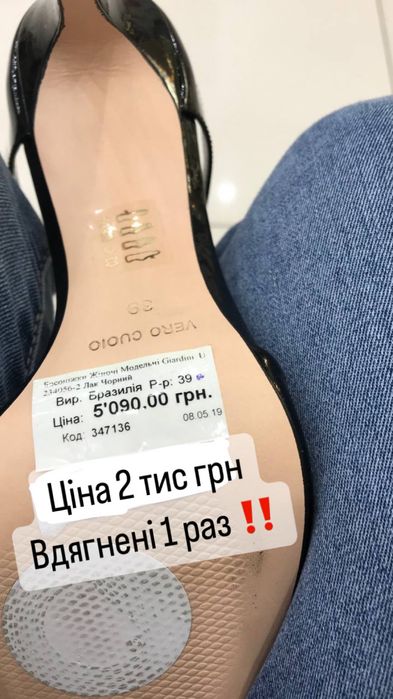 39
VERO CUOIO
Босоніжки Жіночі Модельні Giardini D
234056-2 Лак Чорний
Вир. Бразилія Р-р: 39
Ціна: 5'090.00 грн.
Код: 347136 08.05.19
Ціна 2 тис грн
Вдягнені 1 раз ‼️